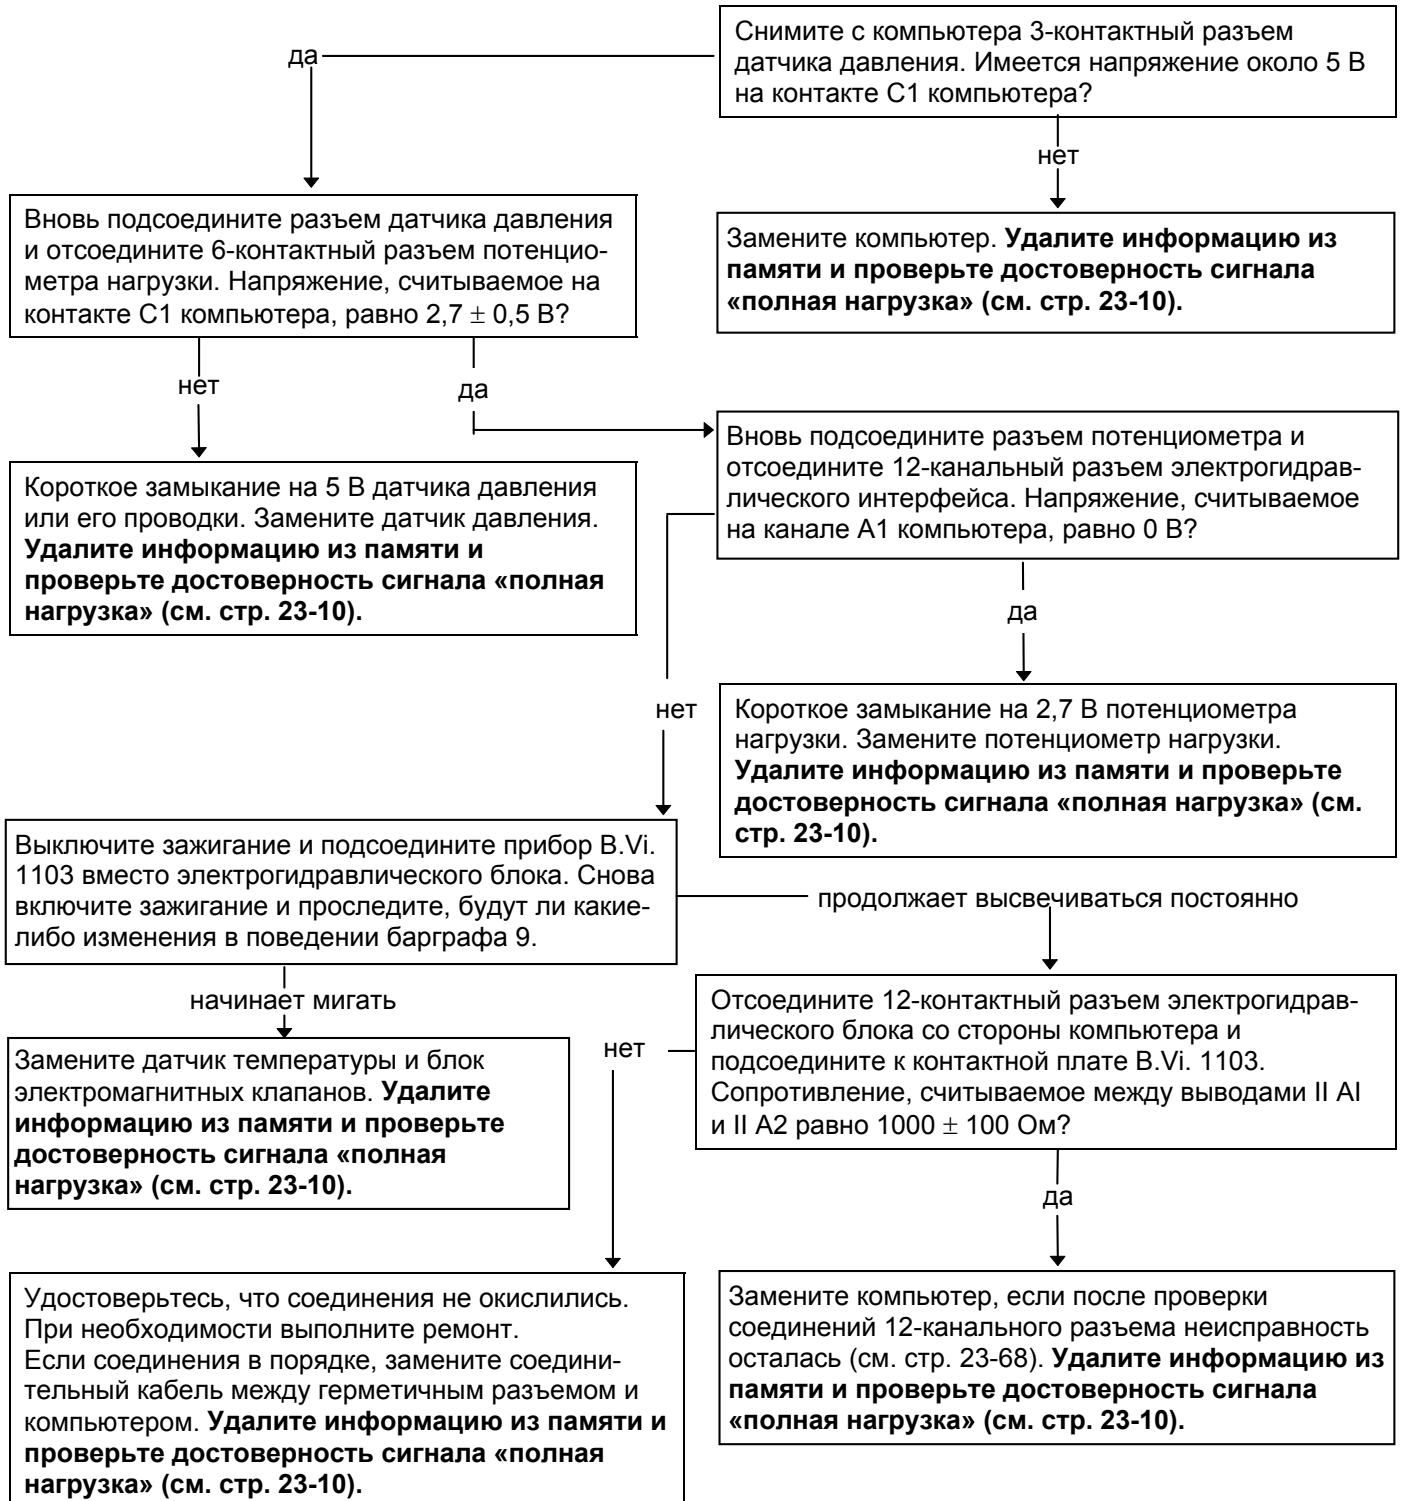 Снимите с компьютера 3-контактный разъем
датчика давления. Имеется напряжение около 5 В
на контакте С1 компьютера?
да
нет
Вновь подсоедините разъем датчика давления
и отсоедините 6-контактный разъем потенцио-
метра нагрузки. Напряжение, считываемое на
контакте С1 компьютера, равно 2,7 ± 0,5 В?
Замените компьютер. Удалите информацию из
памяти и проверьте достоверность сигнала
«полная нагрузка» (см. стр. 23-10).
нет
да
Вновь подсоедините разъем потенциометра и
отсоедините 12-канальный разъем электрогидрав-
лического интерфейса. Напряжение, считываемое
на канале А1 компьютера, равно 0 В?
Короткое замыкание на 5 В датчика давления
или его проводки. Замените датчик давления.
Удалите информацию из памяти и
проверьте достоверность сигнала «полная
нагрузка» (см. стр. 23-10).
да
нет
Короткое замыкание на 2,7 В потенциометра
нагрузки. Замените потенциометр нагрузки.
Удалите информацию из памяти и проверьте
достоверность сигнала «полная нагрузка» (см.
стр. 23-10).
Выключите зажигание и подсоедините прибор B.Vi.
1103 вместо электрогидравлического блока. Снова
включите зажигание и проследите, будут ли какие-
либо изменения в поведении барграфа 9.
продолжает высвечиваться постоянно
начинает мигать
Отсоедините 12-контактный разъем электрогидрав-
лического блока со стороны компьютера и
подсоедините к контактной плате B.Vi. 1103.
Сопротивление, считываемое между выводами II AI
и II A2 равно 1000 ± 100 Ом?
нет
Замените датчик температуры и блок
электромагнитных клапанов. Удалите
информацию из памяти и проверьте
достоверность сигнала «полная
нагрузка» (см. стр. 23-10).
да
Удостоверьтесь, что соединения не окислились.
При необходимости выполните ремонт.
Если соединения в порядке, замените соедини-
тельный кабель между герметичным разъемом и
компьютером. Удалите информацию из памяти и
проверьте достоверность сигнала «полная
нагрузка» (см. стр. 23-10).
Замените компьютер, если после проверки
соединений 12-канального разъема неисправность
осталась (см. стр. 23-68). Удалите информацию из
памяти и проверьте достоверность сигнала
«полная нагрузка» (см. стр. 23-10).